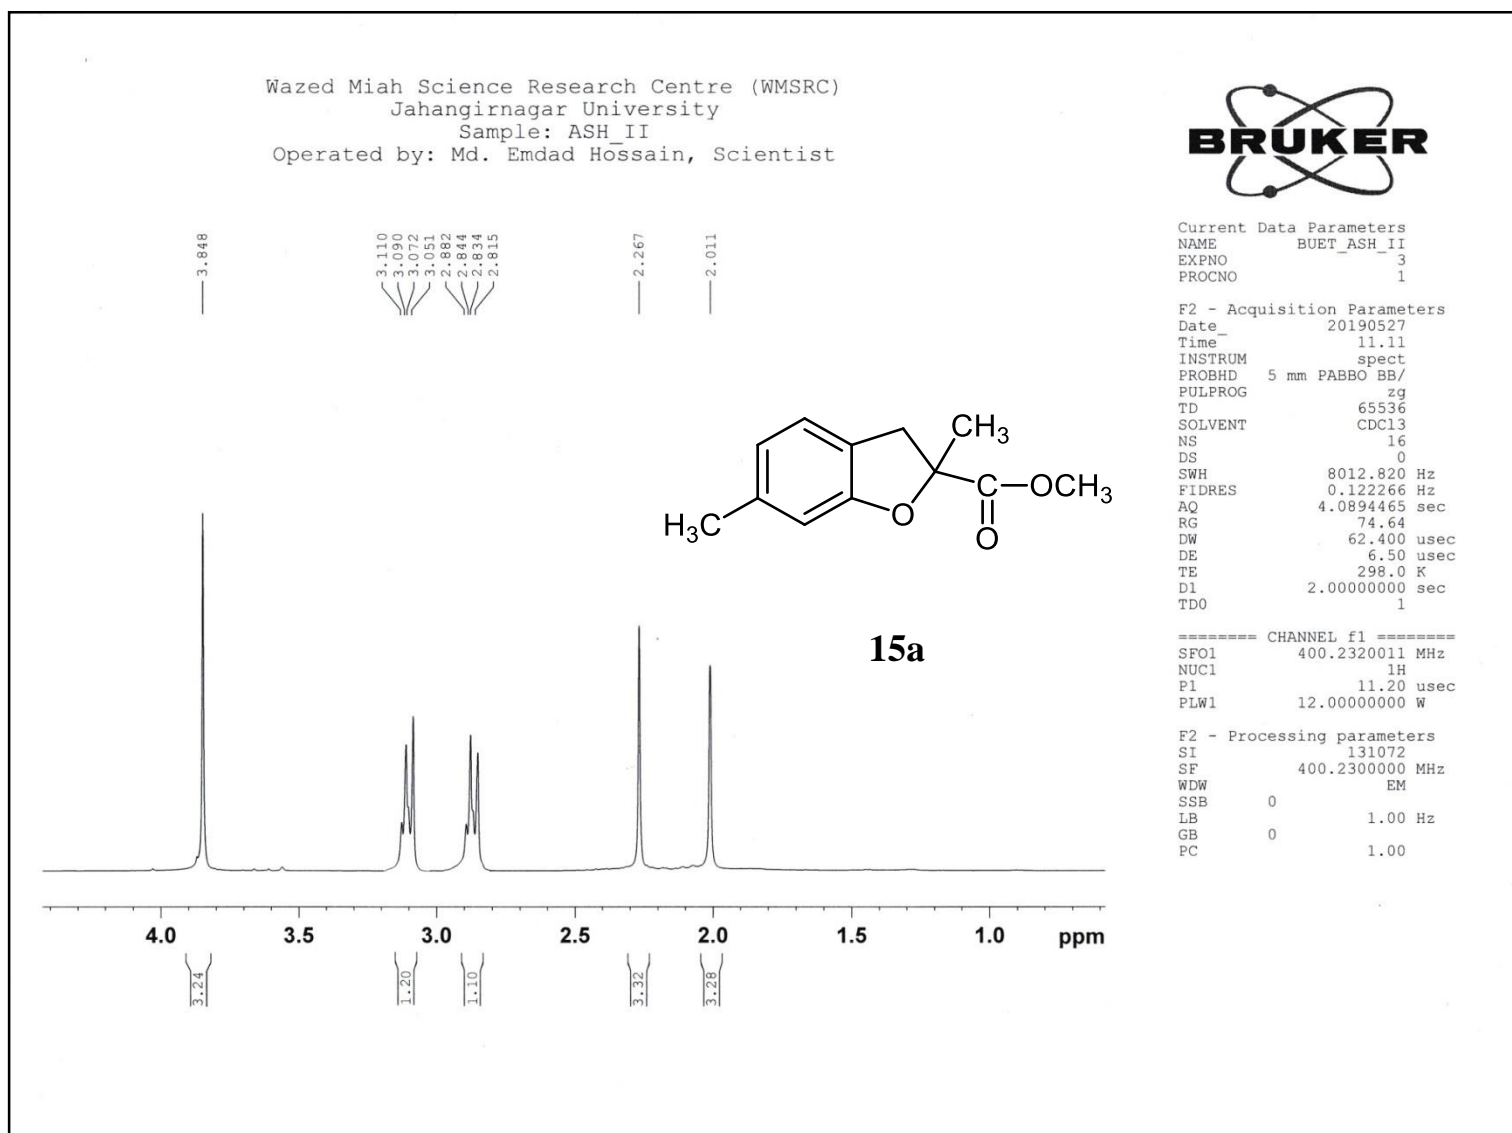 Wazed Miah Science Research Centre (WMSRC)
Jahangirnagar University
Sample: ASH_II
Operated by: Md. Emdad Hossain, Scientist
BRUKER
3.848
3.110
3.090
3.072
3.051
2.882
2.844
2.834
2.815
2.267
2.011
Current Data Parameters
NAME BUET_ASH_II
EXPNO 3
PROCNO 1
F2 - Acquisition Parameters
Date_ 20190527
Time 11.11
INSTRUM spect
PROBHD 5 mm PABBO BB/
PULPROG zg
TD 65536
SOLVENT CDCl3
NS 16
DS 0
SWH 8012.820 Hz
FIDRES 0.122266 Hz
AQ 4.0894465 sec
RG 74.64
DW 62.400 usec
DE 6.50 usec
TE 298.0 K
D1 2.00000000 sec
TD0 1
======== CHANNEL f1 ========
SFO1 400.2320011 MHz
NUC1 1H
P1 11.20 usec
PLW1 12.00000000 W
F2 - Processing parameters
SI 131072
SF 400.2300000 MHz
WDW EM
SSB 0
LB 1.00 Hz
GB 0
PC 1.00
CH3
C OCH3
H3C O O
15a
4.0 3.5 3.0 2.5 2.0 1.5 1.0 ppm
3.24 1.20 1.10 3.32 3.28